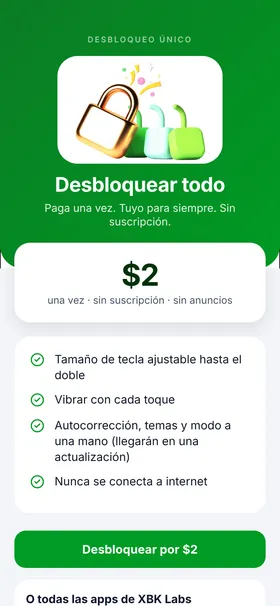 DESBLOQUEO ÚNICO
Desbloquear todo
Paga una vez. Tuyo para siempre. Sin
suscripción.
$2
una vez · sin suscripción · sin anuncios
Tamaño de tecla ajustable hasta el
doble
Vibrar con cada toque
Autocorrección, temas y modo a
una mano (llegarán en una
actualización)
Nunca se conecta a internet
Desbloquear por $2
O todas las apps de XBK Labs